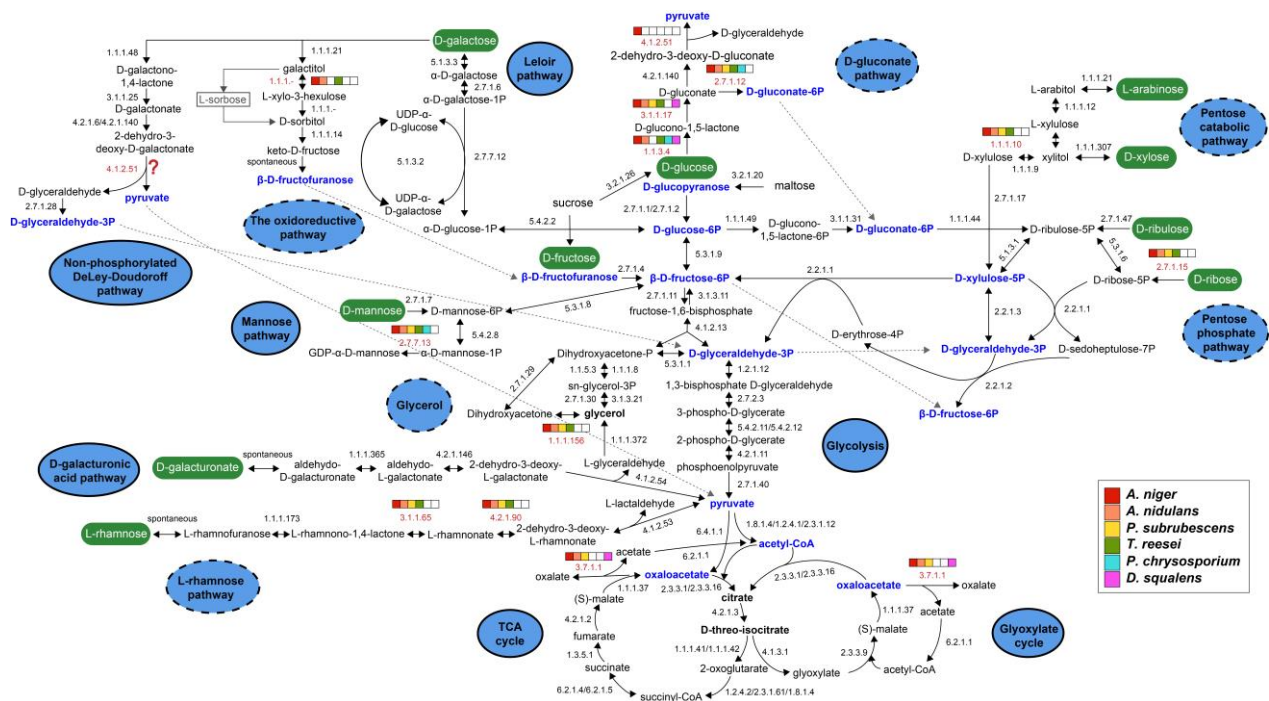 pyruvate
4.1.2.51
D-glyceraldehyde
2-dehydro-3-deoxy-D-gluconate
4.2.1.140
2.7.1.12
D-gluconate
D-gluconate-6P
3.1.1.17
D-glucono-1,5-lactone
1.1.3.4
D-glucose
D-glucopyranose
3.2.1.20
maltose
3.2.1.26
sucrose
D-gluconate
pathway
D-galactose
Leloir
pathway
1.1.1.48
1.1.1.21
5.1.3.3
α-D-galactose
2.7.1.6
α-D-galactose-1P
D-galactono-
1,4-lactone
3.1.1.25
D-galactonate
4.2.1.6/4.2.1.140
2-dehydro-3-
deoxy-D-galactonate
4.1.2.51
?
D-glyceraldehyde
2.7.1.28
pyruvate
D-glyceraldehyde-3P
Non-phosphorylated
DeLey-Doudoroff
pathway
galactitol
1.1.1.-
L-xylo-3-hexulose
L-sorbose
1.1.1.-
D-sorbitol
1.1.1.14
keto-D-fructose
spontaneous
β-D-fructofuranose
The oxidoreductive
pathway
UDP-α-
D-glucose
5.1.3.2
2.7.7.12
UDP-α-
D-galactose
α-D-glucose-1P
5.4.2.2
D-fructose
β-D-fructofuranose
2.7.1.4
2.7.1.1/2.7.1.2
D-glucose-6P
1.1.1.49
D-glucono-
1,5-lactone-6P
3.1.1.31
D-gluconate-6P
1.1.1.44
5.3.1.9
β-D-fructose-6P
2.2.1.1
1.1.1.21
L-arabitol
L-arabinose
1.1.1.12
L-xylulose
1.1.1.10
1.1.1.307
D-xylulose
xylitol
D-xylose
1.1.1.9
Pentose
catabolic
pathway
2.7.1.17
D-ribulose-5P
2.7.1.47
D-ribulose
5.1.3.1
5.3.1.6
2.7.1.15
D-xylulose-5P
D-ribose-5P
D-ribose
2.2.1.3
2.2.1.1
D-erythrose-4P
D-glyceraldehyde-3P
D-sedoheptulose-7P
2.2.1.2
β-D-fructose-6P
Pentose
phosphate
pathway
Mannose
pathway
D-mannose
2.7.1.7
D-mannose-6P
5.3.1.8
2.7.7.13
5.4.2.8
GDP-α-D-mannose
α-D-mannose-1P
2.7.1.11
3.1.3.11
fructose-1,6-bisphosphate
4.1.2.13
Dihydroxyacetone-P
5.3.1.1
D-glyceraldehyde-3P
1.1.5.3
1.1.1.8
sn-glycerol-3P
2.7.1.29
2.7.1.30
3.1.3.21
Dihydroxyacetone
glycerol
1.1.1.156
Glycerol
1.1.1.372
L-glyceraldehyde
1.2.1.12
1,3-bisphosphate D-glyceraldehyde
2.7.2.3
3-phospho-D-glycerate
5.4.2.11/5.4.2.12
2-phospho-D-glycerate
4.2.1.11
phosphoenolpyruvate
2.7.1.40
Glycolysis
D-galacturonic
acid pathway
D-galacturonate
spontaneous
aldehydo-
D-galacturonate
1.1.1.365
aldehydo-
L-galactonate
4.2.1.146
2-dehydro-3-deoxy-
L-galactonate
4.1.2.54
pyruvate
L-lactaldehyde
4.1.2.53
L-rhamnose
spontaneous
L-rhamnofuranose
1.1.1.173
L-rhamnono-1,4-lactone
3.1.1.65
L-rhamnonate
4.2.1.90
2-dehydro-3-deoxy-
L-rhamnonate
L-rhamnose
pathway
6.4.1.1
1.8.1.4/1.2.4.1/2.3.1.12
acetyl-CoA
acetate
6.2.1.1
3.7.1.1
oxalate
oxaloacetate
1.1.1.37
2.3.3.1/2.3.3.16
2.3.3.1/2.3.3.16
citrate
(S)-malate
4.2.1.3
4.2.1.2
D-threo-isocitrate
fumarate
1.1.1.41/1.1.1.42
4.1.3.1
1.3.5.1
2-oxoglutarate
succinate
glyoxylate
6.2.1.4/6.2.1.5
succinyl-CoA
1.2.4.2/2.3.1.61/1.8.1.4
TCA
cycle
3.7.1.1
oxaloacetate
oxalate
1.1.1.37
acetate
(S)-malate
6.2.1.1
2.3.3.9
acetyl-CoA
Glyoxylate
cycle
A. niger
A. nidulans
P. subrubescens
T. reesei
P. chrysosporium
D. squalens